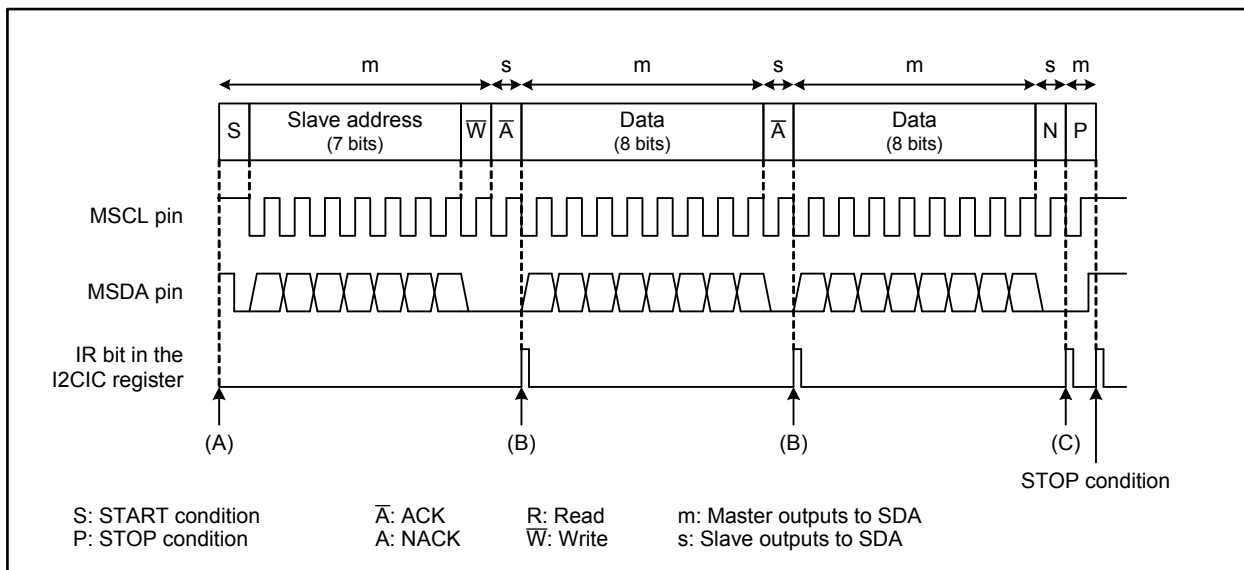 m s m s m s m
S Slave address (7 bits) W̅ A̅ Data (8 bits) A̅ Data (8 bits) N P
MSCL pin
MSDA pin
IR bit in the
I2CIC register
(A) (B) (B) (C)
STOP condition
S: START condition A̅: ACK R: Read m: Master outputs to SDA
P: STOP condition A: NACK W̅: Write s: Slave outputs to SDA